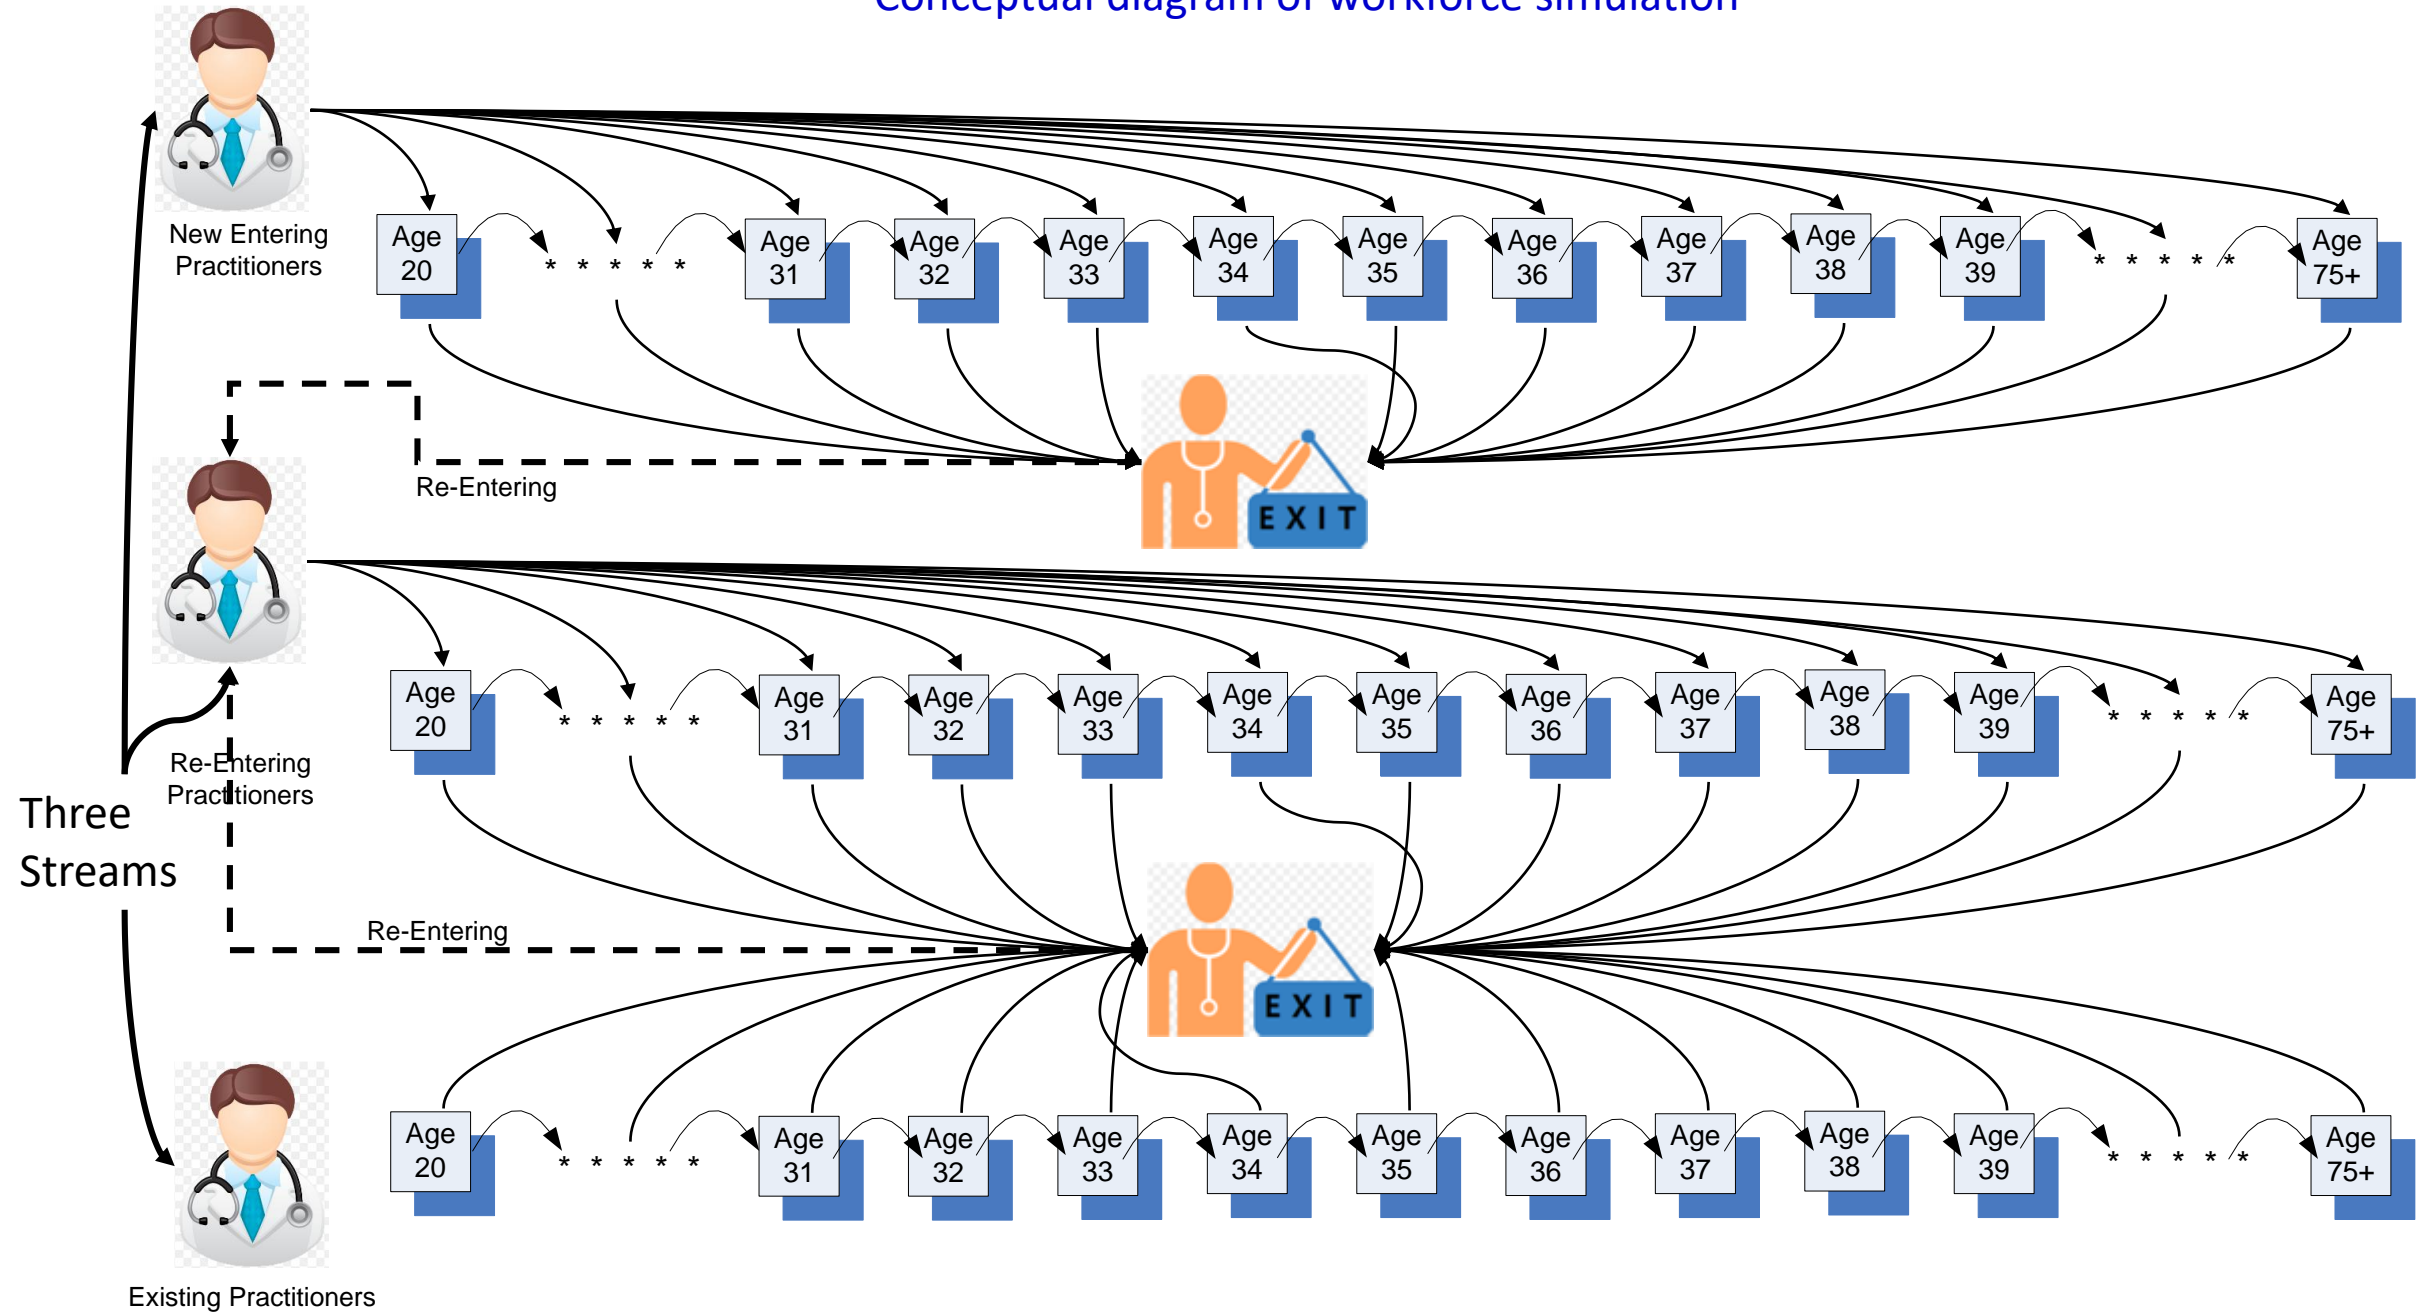 Conceptual diagram of workforce simulation
New Entering
Practitioners
Age
20
* * * * *
Age
31
Age
32
Age
33
Age
34
Age
35
Age
36
Age
37
Age
38
Age
39
* * * * *
Age
75+
Re-Entering
EXIT
Re-Entering
Practitioners
Age
20
* * * * *
Age
31
Age
32
Age
33
Age
34
Age
35
Age
36
Age
37
Age
38
Age
39
* * * * *
Age
75+
Three
Streams
Re-Entering
EXIT
Existing Practitioners
Age
20
* * * * *
Age
31
Age
32
Age
33
Age
34
Age
35
Age
36
Age
37
Age
38
Age
39
* * * * *
Age
75+